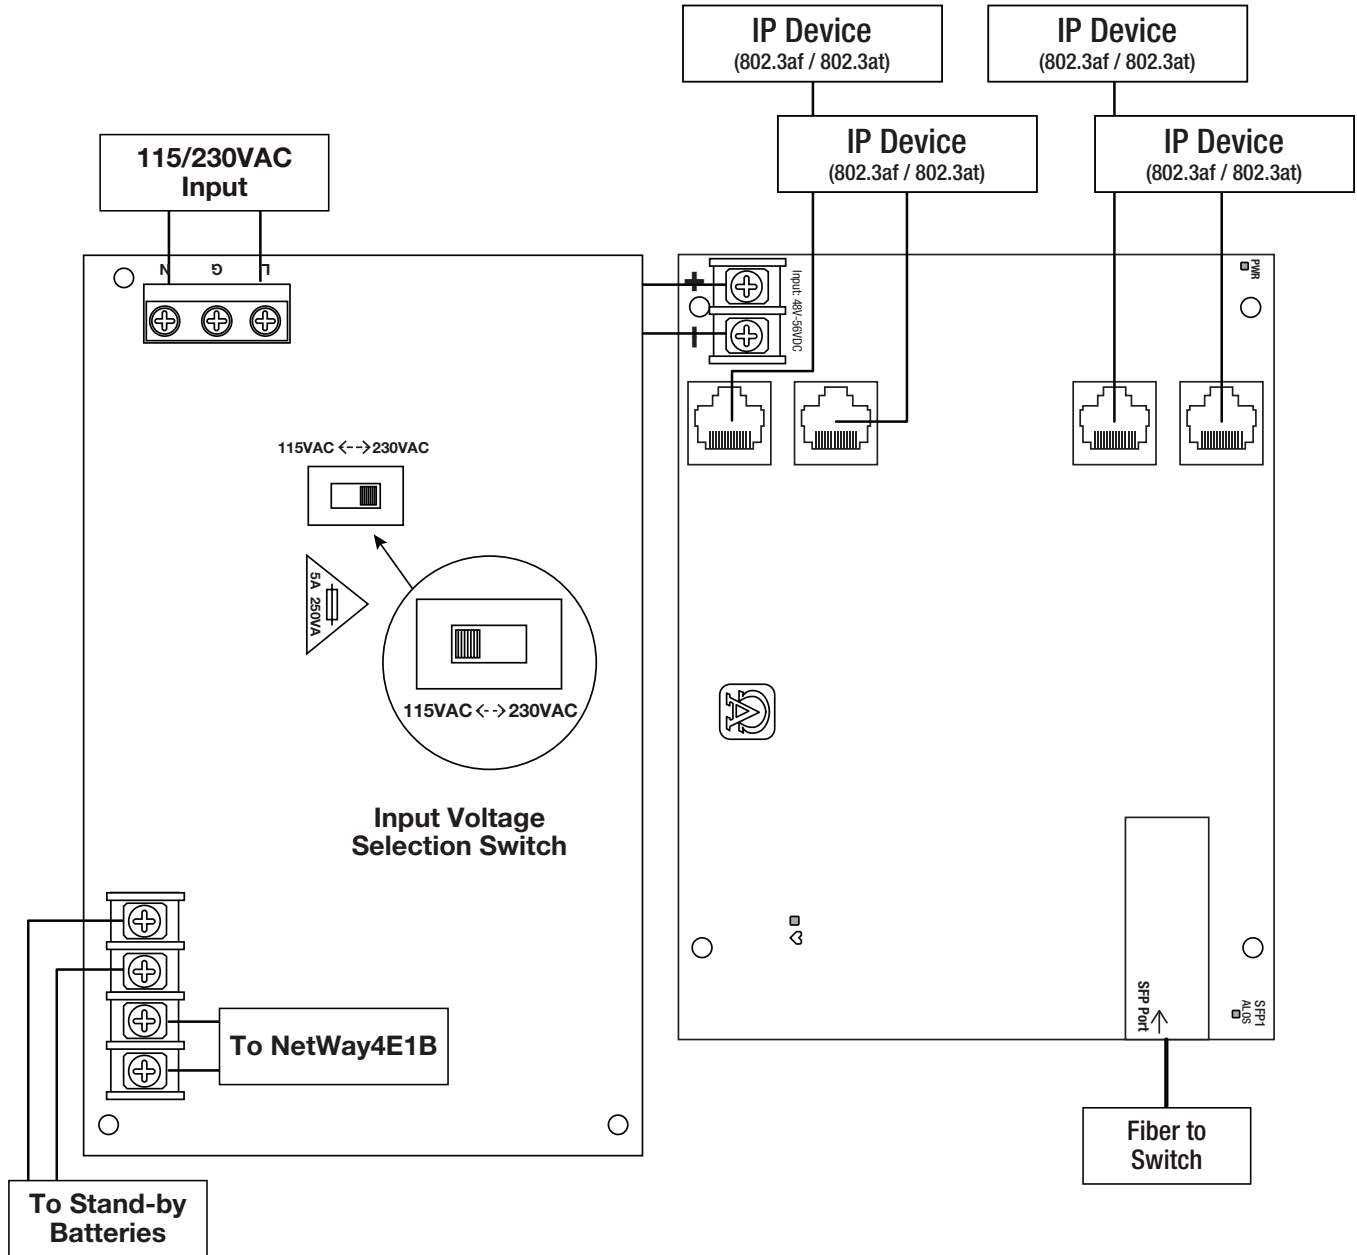 IP Device
(802.3af / 802.3at)
IP Device
(802.3af / 802.3at)
IP Device
(802.3af / 802.3at)
IP Device
(802.3af / 802.3at)
115/230VAC
Input
N G L
+
Input: 48V-56VDC
–
PWR
115VAC <--> 230VAC
5A 250VA
115VAC <--> 230VAC
Input Voltage
Selection Switch
SFP Port
SFP1
ALOS
To NetWay4E1B
Fiber to
Switch
To Stand-by
Batteries